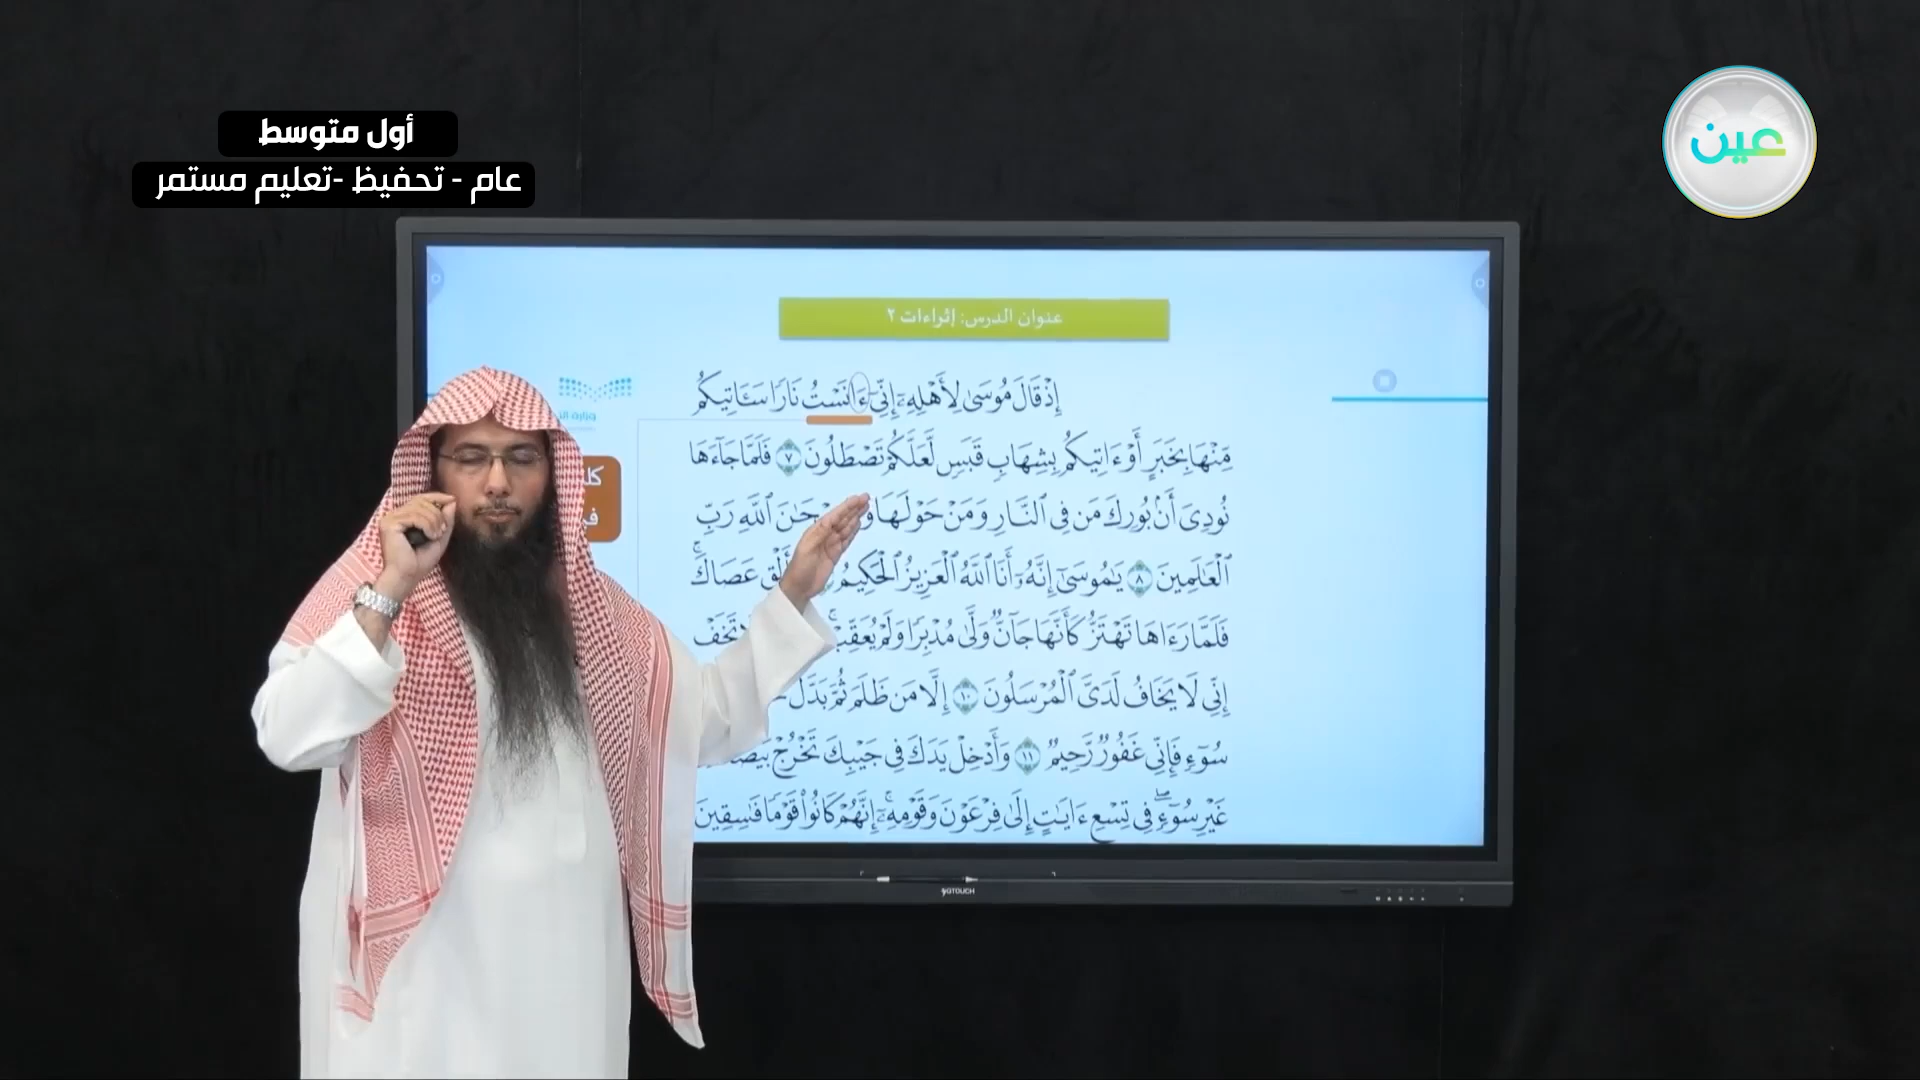 أول متوسط
عام - تحفيظ -تعليم مستمر
عين
عنوان الدرس: إثراءات ٢
إِذْ قَالَ مُوسَىٰ لِأَهْلِهِۦٓ إِنِّىٓ ءَانَسْتُ نَارًا سَـَٔاتِيكُم
مِّنْهَا بِخَبَرٍ أَوْ ءَاتِيكُم بِشِهَابٍ قَبَسٍ لَّعَلَّكُمْ تَصْطَلُونَ ٧ فَلَمَّا جَآءَهَا
نُودِىَ أَنۢ بُورِكَ مَن فِى ٱلنَّارِ وَمَنْ حَوْلَهَا ٱللَّهِ رَبِّ
ٱلْعَٰلَمِينَ ٨ يَٰمُوسَىٰٓ إِنَّهُۥٓ أَنَا ٱللَّهُ ٱلْعَزِيزُ ٱلْحَكِيمُ عَصَاكَ ۚ
فَلَمَّا رَءَاهَا تَهْتَزُّ كَأَنَّهَا جَآنٌّ وَلَّىٰ مُدْبِرًا وَلَمْ يُعَقِّبْ ۚ تَخَفْ
إِنِّى لَا يَخَافُ لَدَىَّ ٱلْمُرْسَلُونَ ١٠ إِلَّا مَن ظَلَمَ ثُمَّ بَدَّلَ
سُوٓءٍ فَإِنِّى غَفُورٌ رَّحِيمٌ ١١ وَأَدْخِلْ يَدَكَ فِى جَيْبِكَ تَخْرُجْ
غَيْرِ سُوٓءٍ ۖ فِى تِسْعِ ءَايَٰتٍ إِلَىٰ فِرْعَوْنَ وَقَوْمِهِۦٓ ۚ إِنَّهُمْ كَانُوا۟ قَوْمًا فَٰسِقِينَ